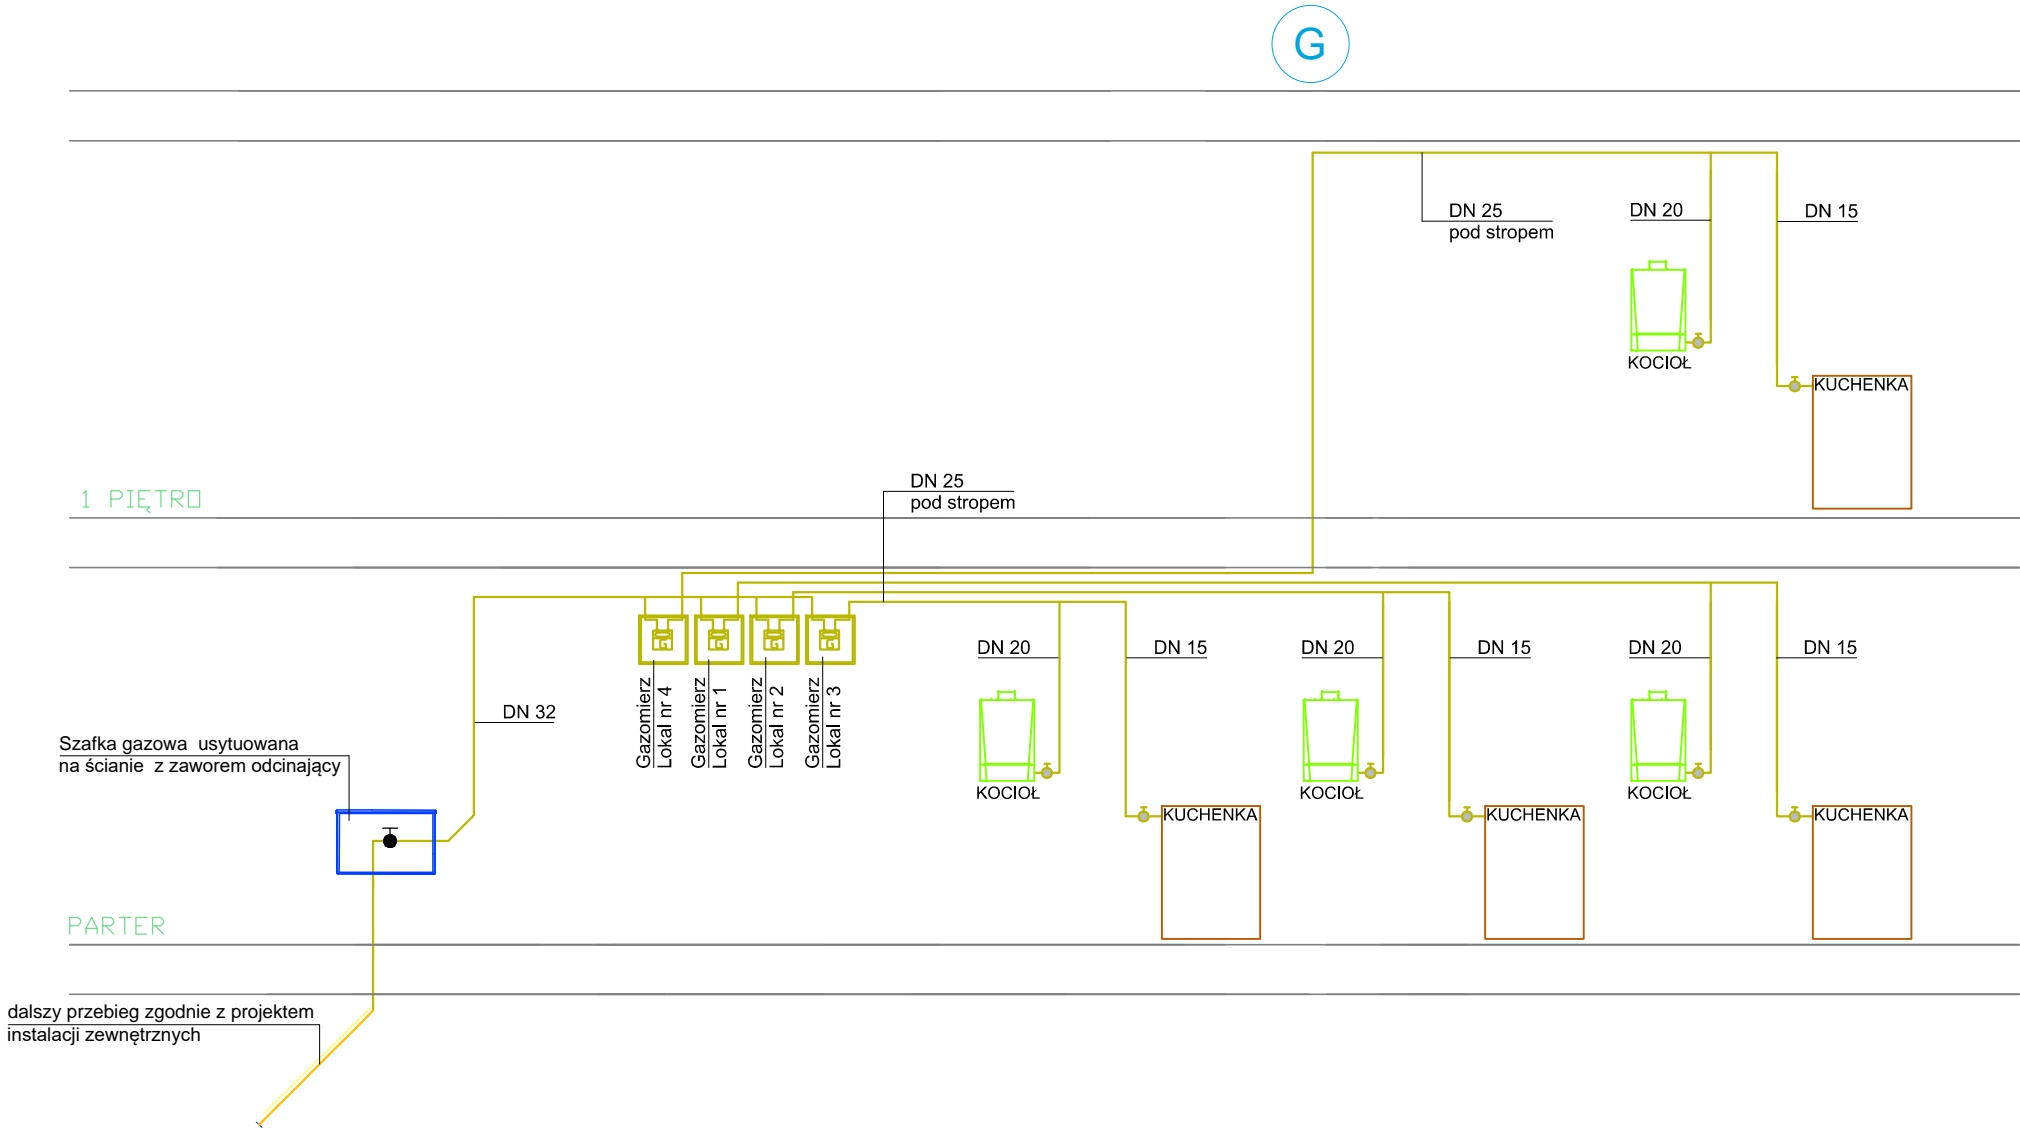 G
DN 25
pod stropem
DN 20
DN 15
KOCIOŁ
KUCHENKA
1 PIĘTRO
DN 25
pod stropem
DN 20
DN 15
DN 20
DN 15
DN 20
DN 15
G
G
G
G
Gazomierz
Lokal nr 4
Gazomierz
Lokal nr 1
Gazomierz
Lokal nr 2
Gazomierz
Lokal nr 3
DN 32
Szafka gazowa usytuowana
na ścianie z zaworem odcinający
KOCIOŁ
KOCIOŁ
KOCIOŁ
KUCHENKA
KUCHENKA
KUCHENKA
PARTER
dalszy przebieg zgodnie z projektem
instalacji zewnętrznych